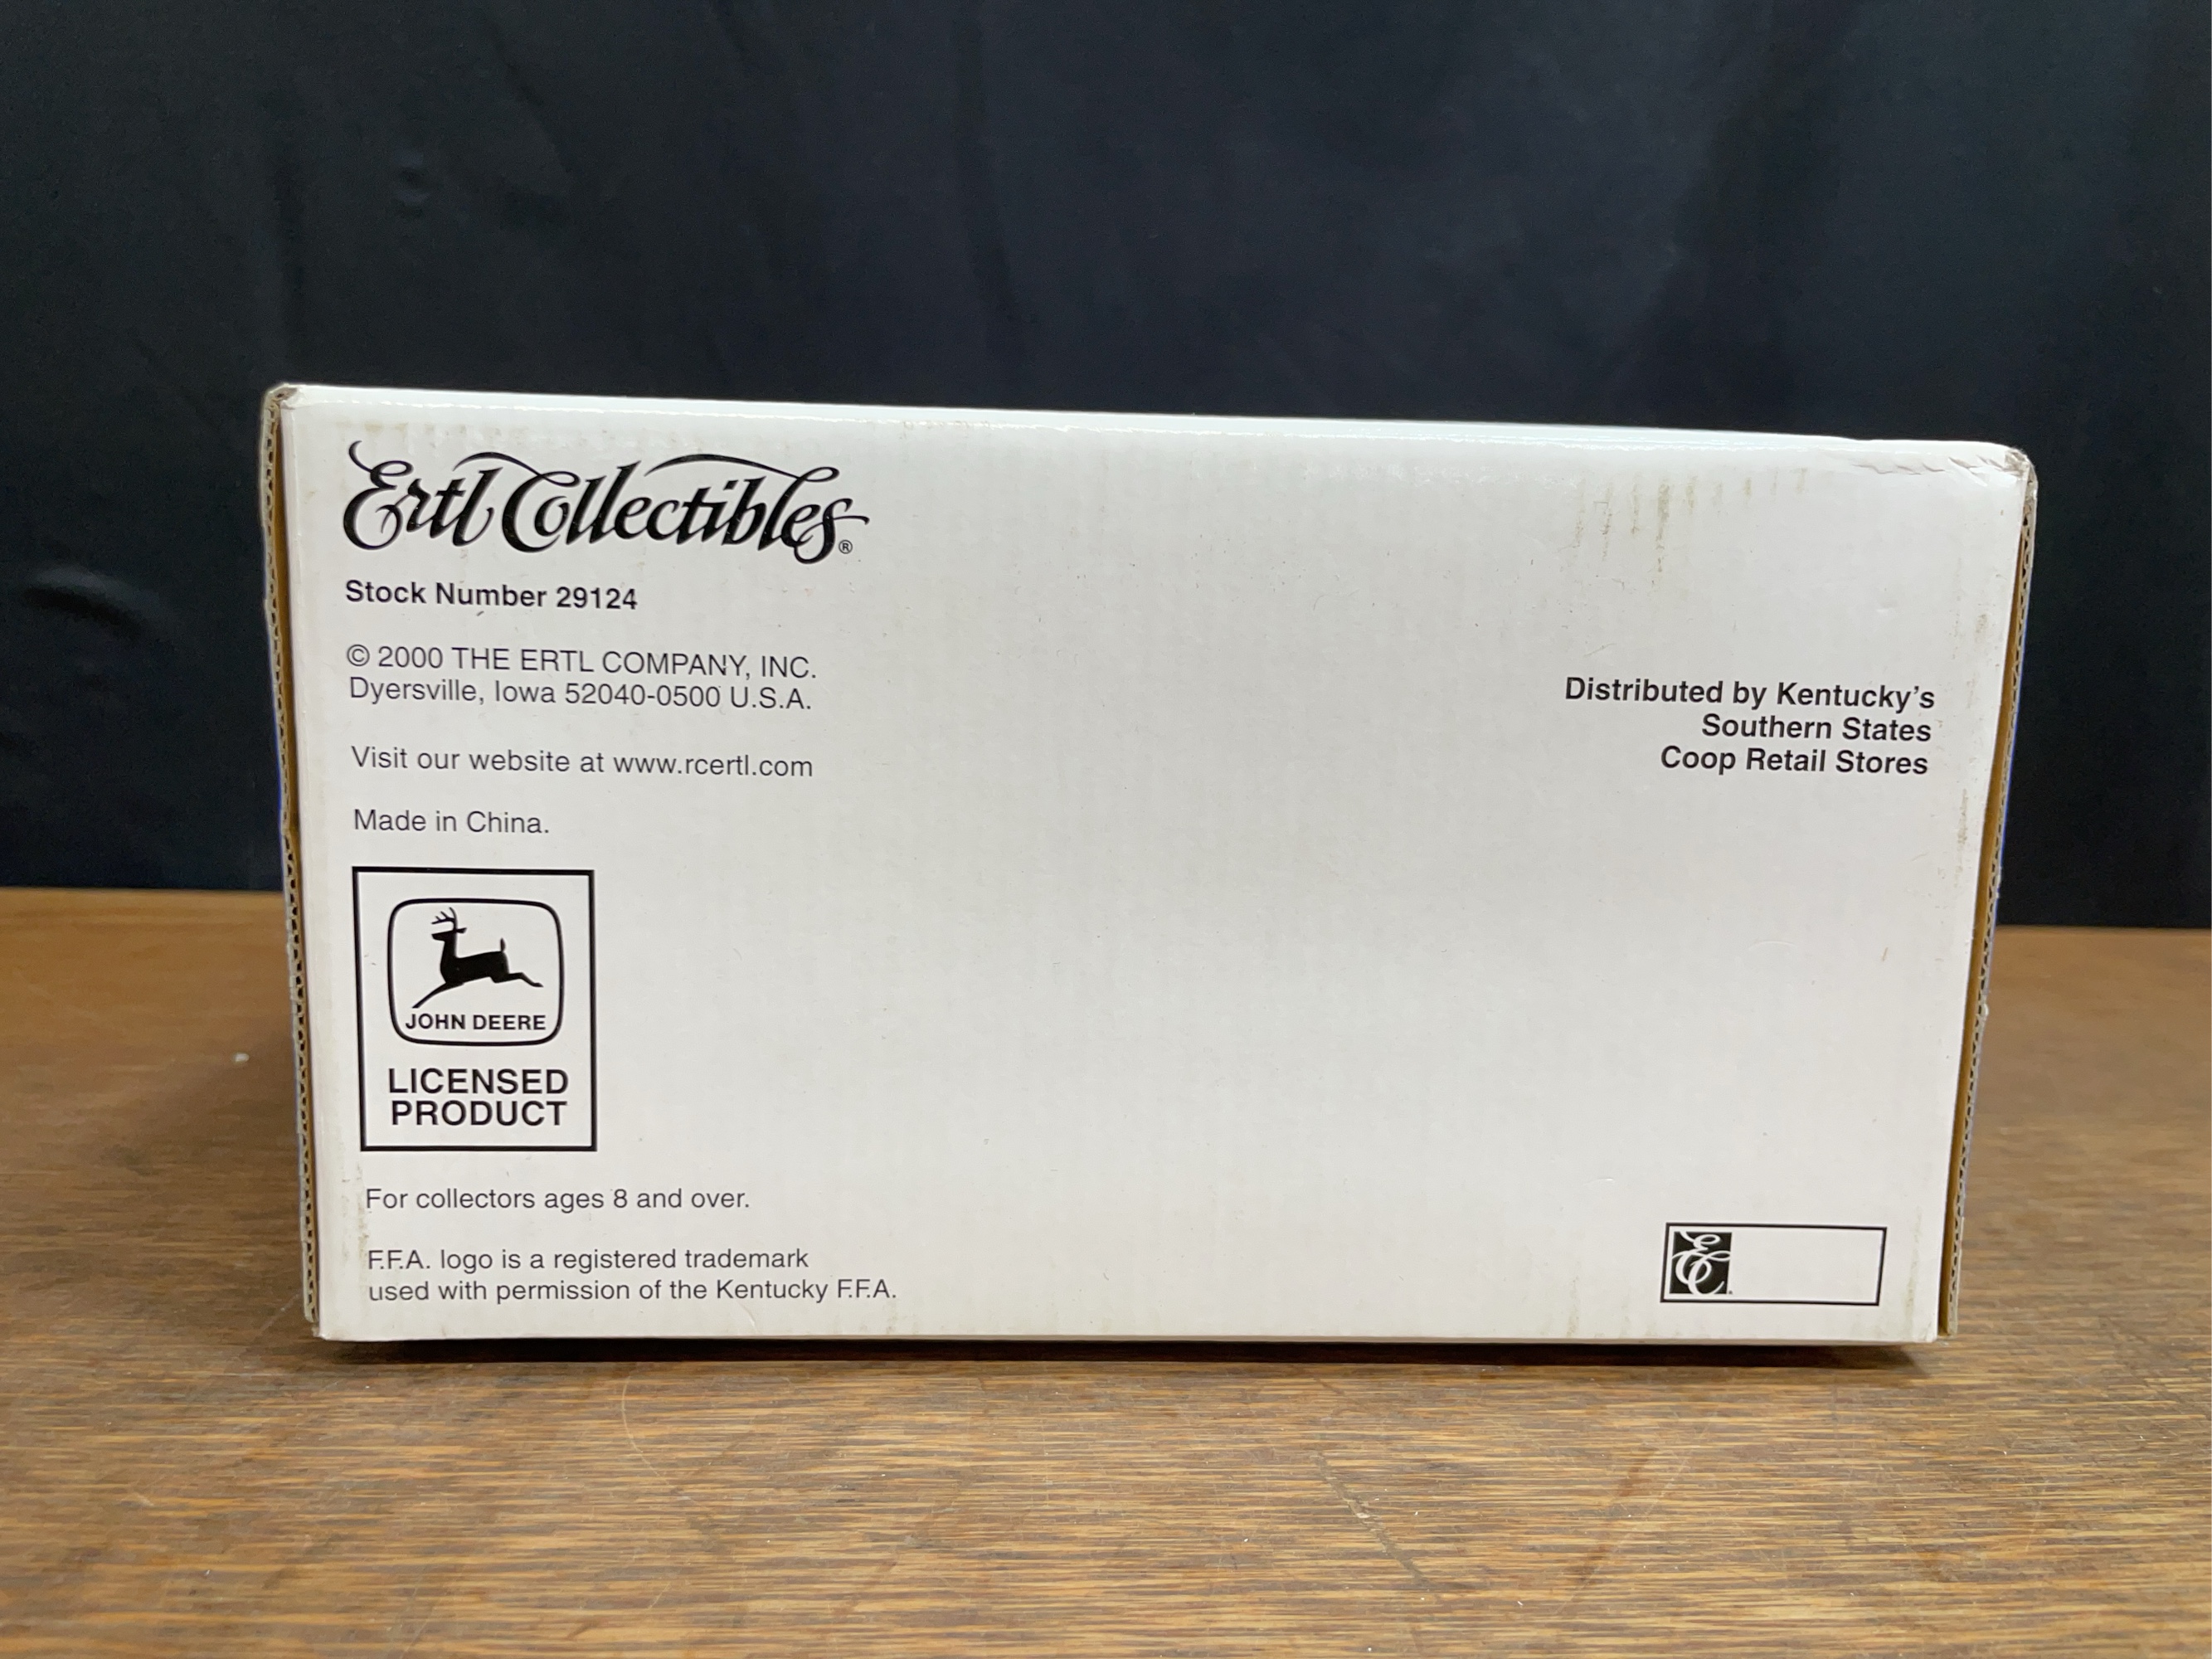 Ertl Collectibles®
Stock Number 29124
© 2000 THE ERTL COMPANY, INC.
Dyersville, Iowa 52040-0500 U.S.A.
Visit our website at www.rcertl.com
Made in China.
JOHN DEERE
LICENSED
PRODUCT
For collectors ages 8 and over.
F.F.A. logo is a registered trademark
used with permission of the Kentucky F.F.A.
Distributed by Kentucky's
Southern States
Coop Retail Stores
EC